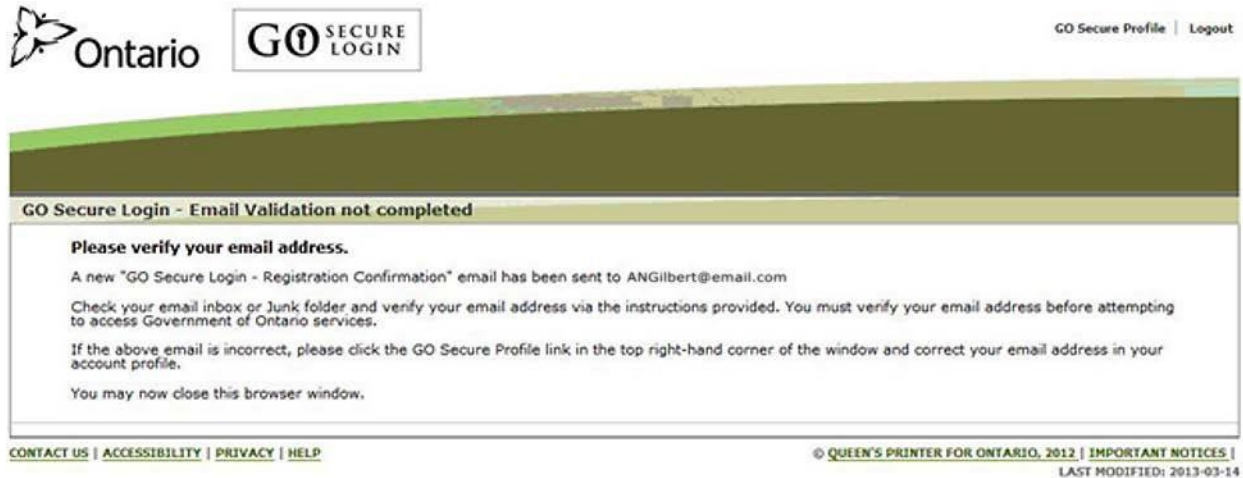 Ontario
GO SECURE
LOGIN
GO Secure Profile | Logout
GO Secure Login - Email Validation not completed
Please verify your email address.
A new "GO Secure Login - Registration Confirmation" email has been sent to ANGilbert@email.com
Check your email inbox or Junk folder and verify your email address via the instructions provided. You must verify your email address before attempting
to access Government of Ontario services.
If the above email is incorrect, please click the GO Secure Profile link in the top right-hand corner of the window and correct your email address in your
account profile.
You may now close this browser window.
CONTACT US | ACCESSIBILITY | PRIVACY | HELP
© QUEEN'S PRINTER FOR ONTARIO, 2012 | IMPORTANT NOTICES |
LAST MODIFIED: 2013-03-14